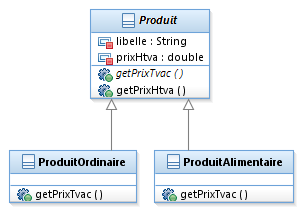 Produit
libelle : String
prixHtva : double
getPrixTvac ( )
getPrixHtva ( )
ProduitOrdinaire
getPrixTvac ( )
ProduitAlimentaire
getPrixTvac ( )